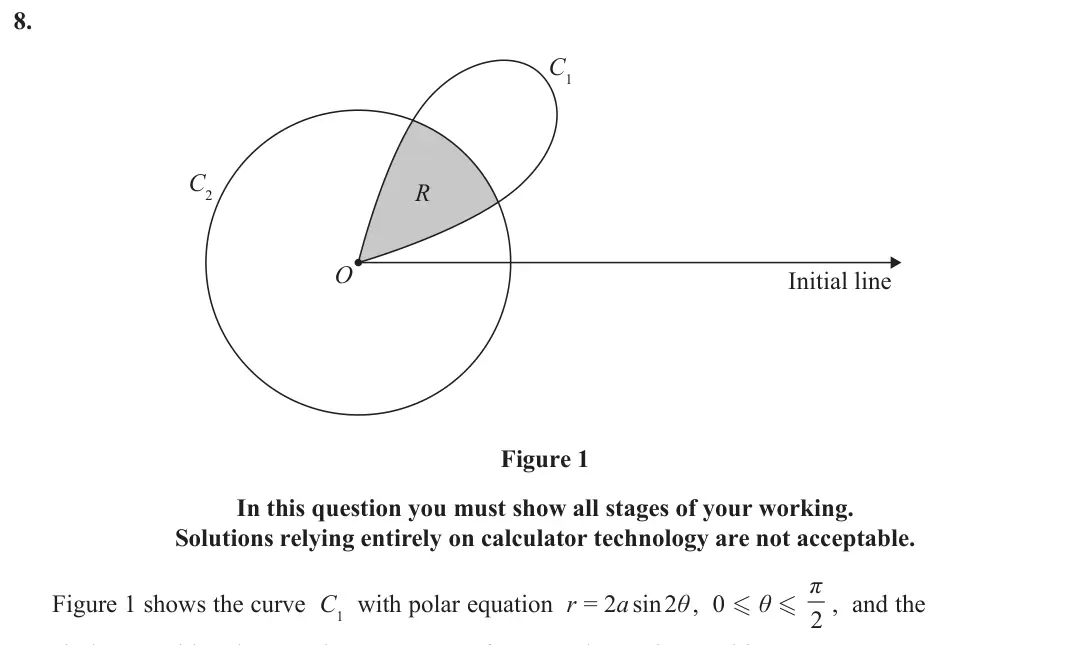 8.
C₁
C₂
R
O
Initial line
Figure 1
In this question you must show all stages of your working.
Solutions relying entirely on calculator technology are not acceptable.
Figure 1 shows the curve C₁ with polar equation r = 2a sin 2θ, 0 ⩽ θ ⩽ π/2, and the